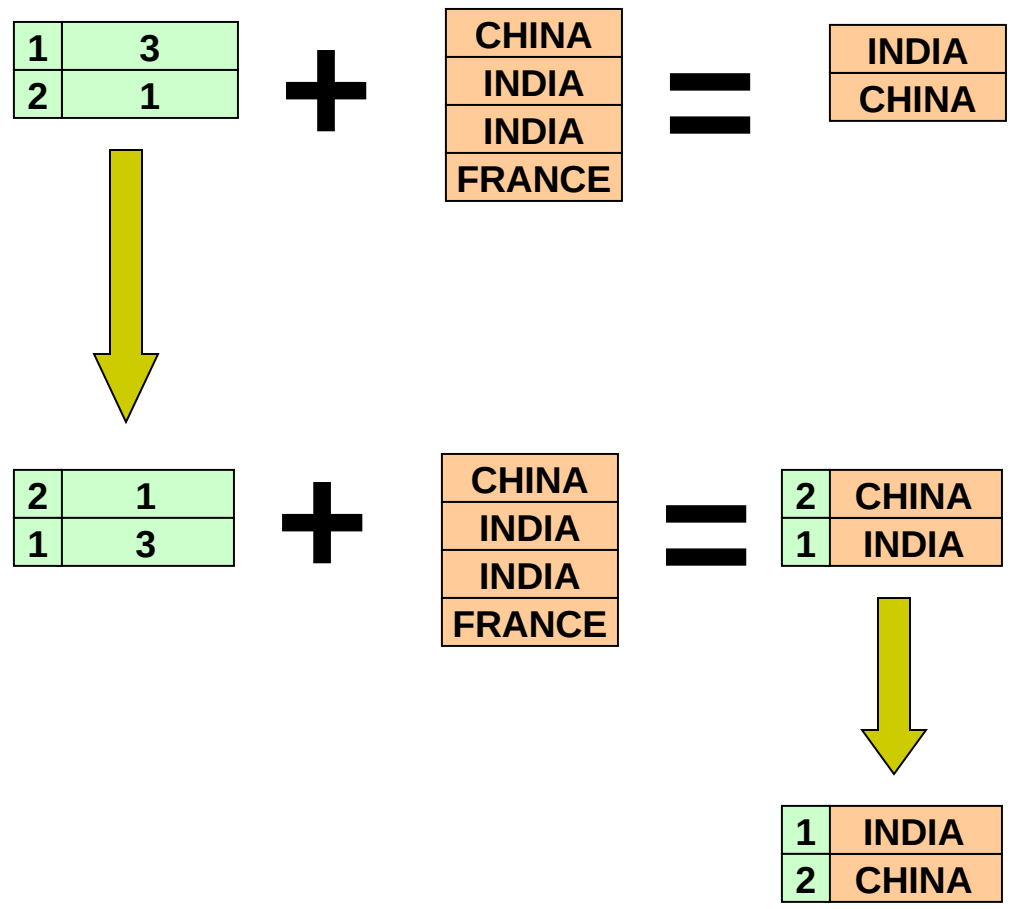 1 3
2 1
+
CHINA
INDIA
INDIA
FRANCE
=
INDIA
CHINA
2 1
1 3
+
CHINA
INDIA
INDIA
FRANCE
=
2 CHINA
1 INDIA
1 INDIA
2 CHINA